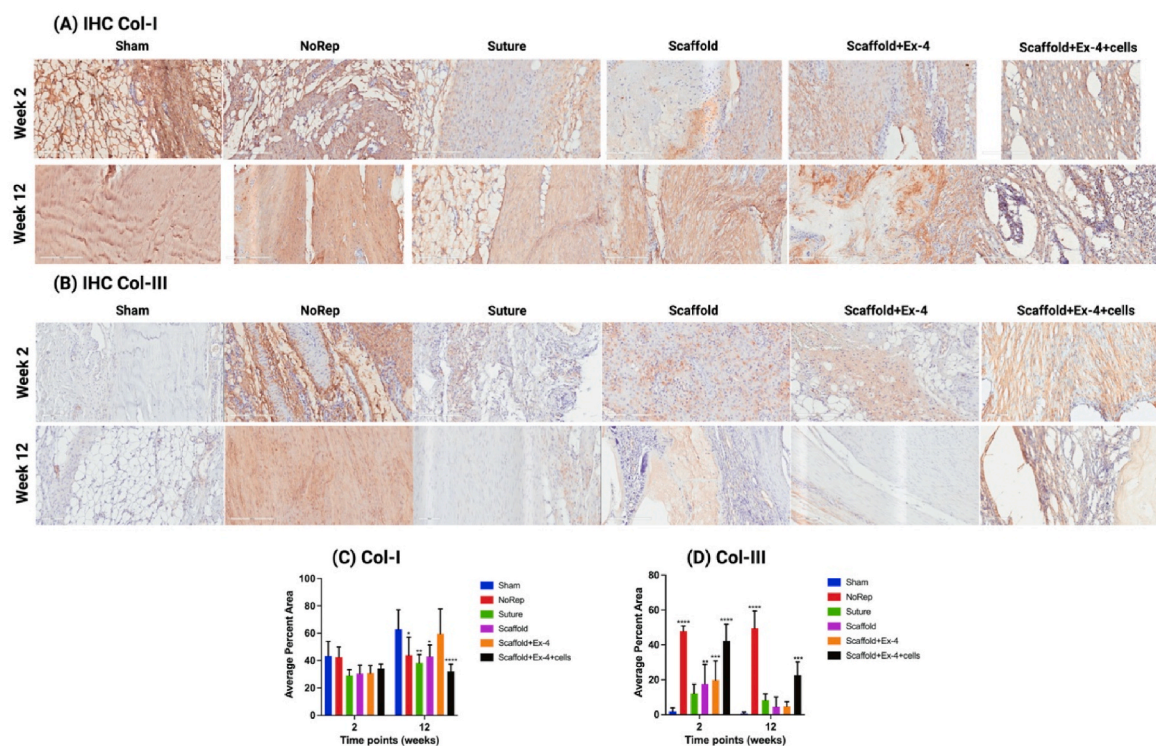 (A) IHC Col-I
Sham NoRep Suture Scaffold Scaffold+Ex-4 Scaffold+Ex-4+cells
Week 2
Week 12
(B) IHC Col-III
Sham NoRep Suture Scaffold Scaffold+Ex-4 Scaffold+Ex-4+cells
Week 2
Week 12
(C) Col-I
Average Percent Area
100
80
60
40
20
0
* ** * ****
2 12
Time points (weeks)
Sham
NoRep
Suture
Scaffold
Scaffold+Ex-4
Scaffold+Ex-4+cells
(D) Col-III
Average Percent Area
80
60
40
20
0
**** ** *** **** **** ***
2 12
Time points (weeks)
Sham
NoRep
Suture
Scaffold
Scaffold+Ex-4
Scaffold+Ex-4+cells